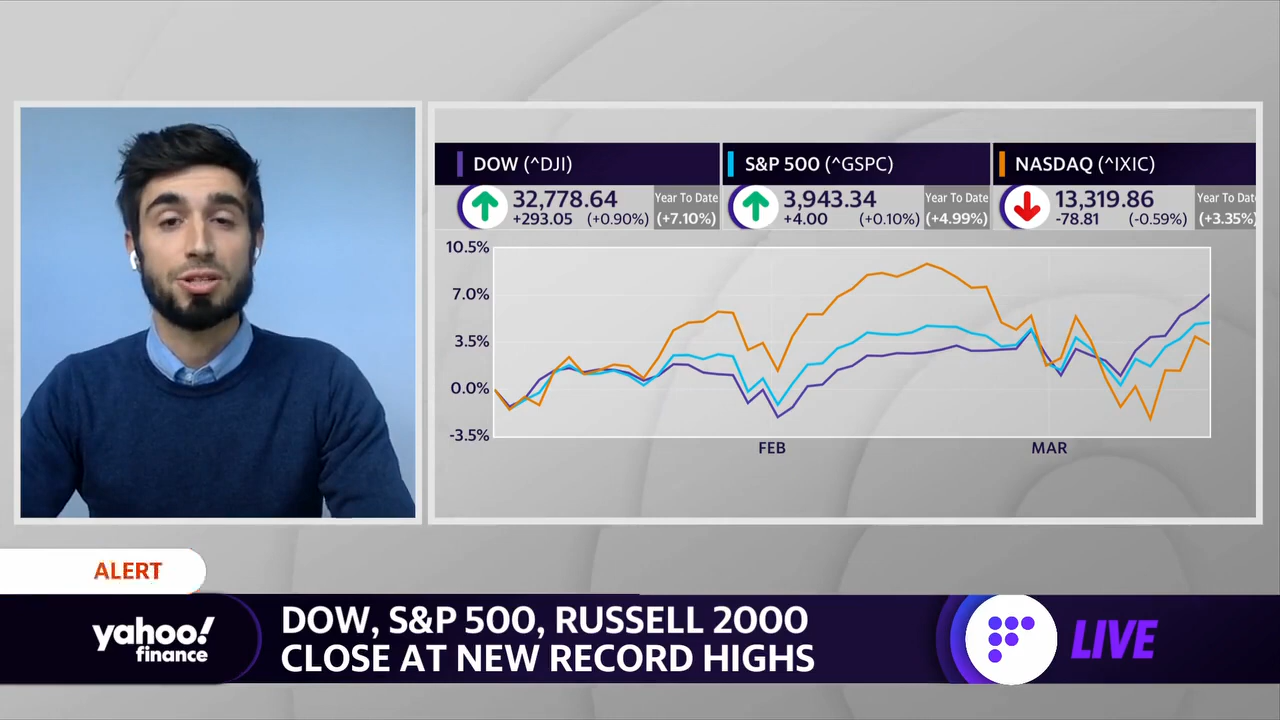 DOW (^DJI)
32,778.64
+293.05 (+0.90%)
Year To Date
(+7.10%)
S&P 500 (^GSPC)
3,943.34
+4.00 (+0.10%)
Year To Date
(+4.99%)
NASDAQ (^IXIC)
13,319.86
-78.81 (-0.59%)
Year To Dat
(+3.35%)
10.5%
7.0%
3.5%
0.0%
-3.5%
FEB MAR
ALERT
yahoo!
finance
DOW, S&P 500, RUSSELL 2000
CLOSE AT NEW RECORD HIGHS
LIVE